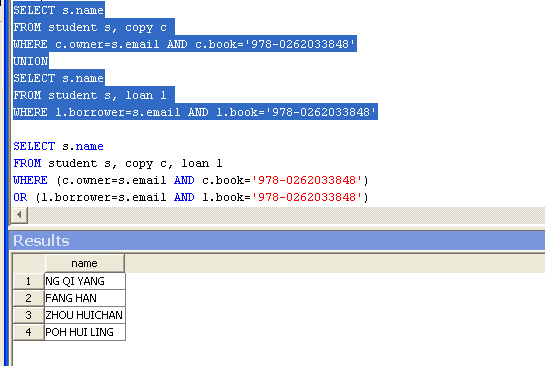 SELECT s.name
FROM student s, copy c
WHERE c.owner=s.email AND c.book='978-0262033848'
UNION
SELECT s.name
FROM student s, loan l
WHERE l.borrower=s.email AND l.book='978-0262033848'
SELECT s.name
FROM student s, copy c, loan l
WHERE (c.owner=s.email AND c.book='978-0262033848')
OR (l.borrower=s.email AND l.book='978-0262033848')
Results
name
1 NG QI YANG
2 FANG HAN
3 ZHOU HUICHAN
4 POH HUI LING